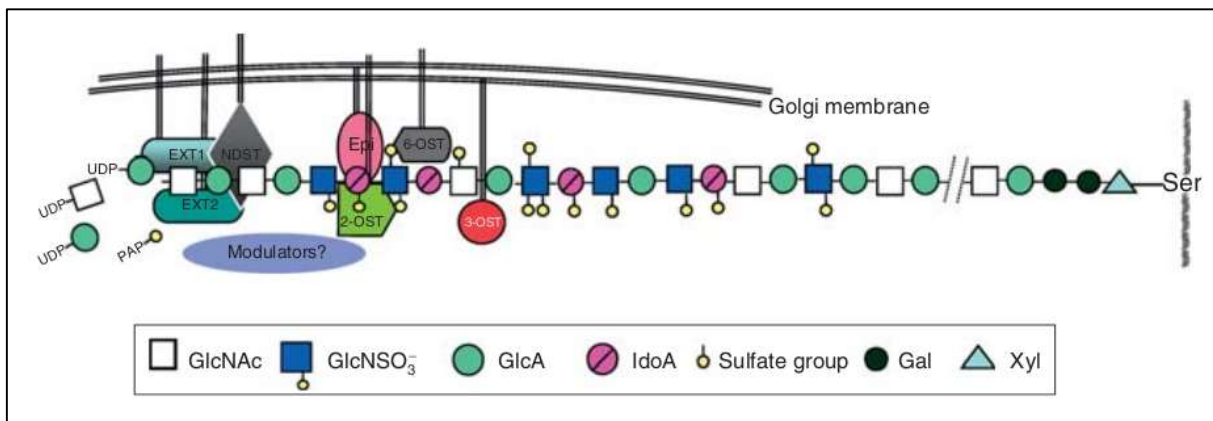 Golgi membrane
EXT1
NDST
Epi
6-OST
UDP
UDP
UDP
EXT2
2-OST
3-OST
Ser
PAP
Modulators?
GlcNAc
GlcNSO₃⁻
GlcA
IdoA
Sulfate group
Gal
Xyl